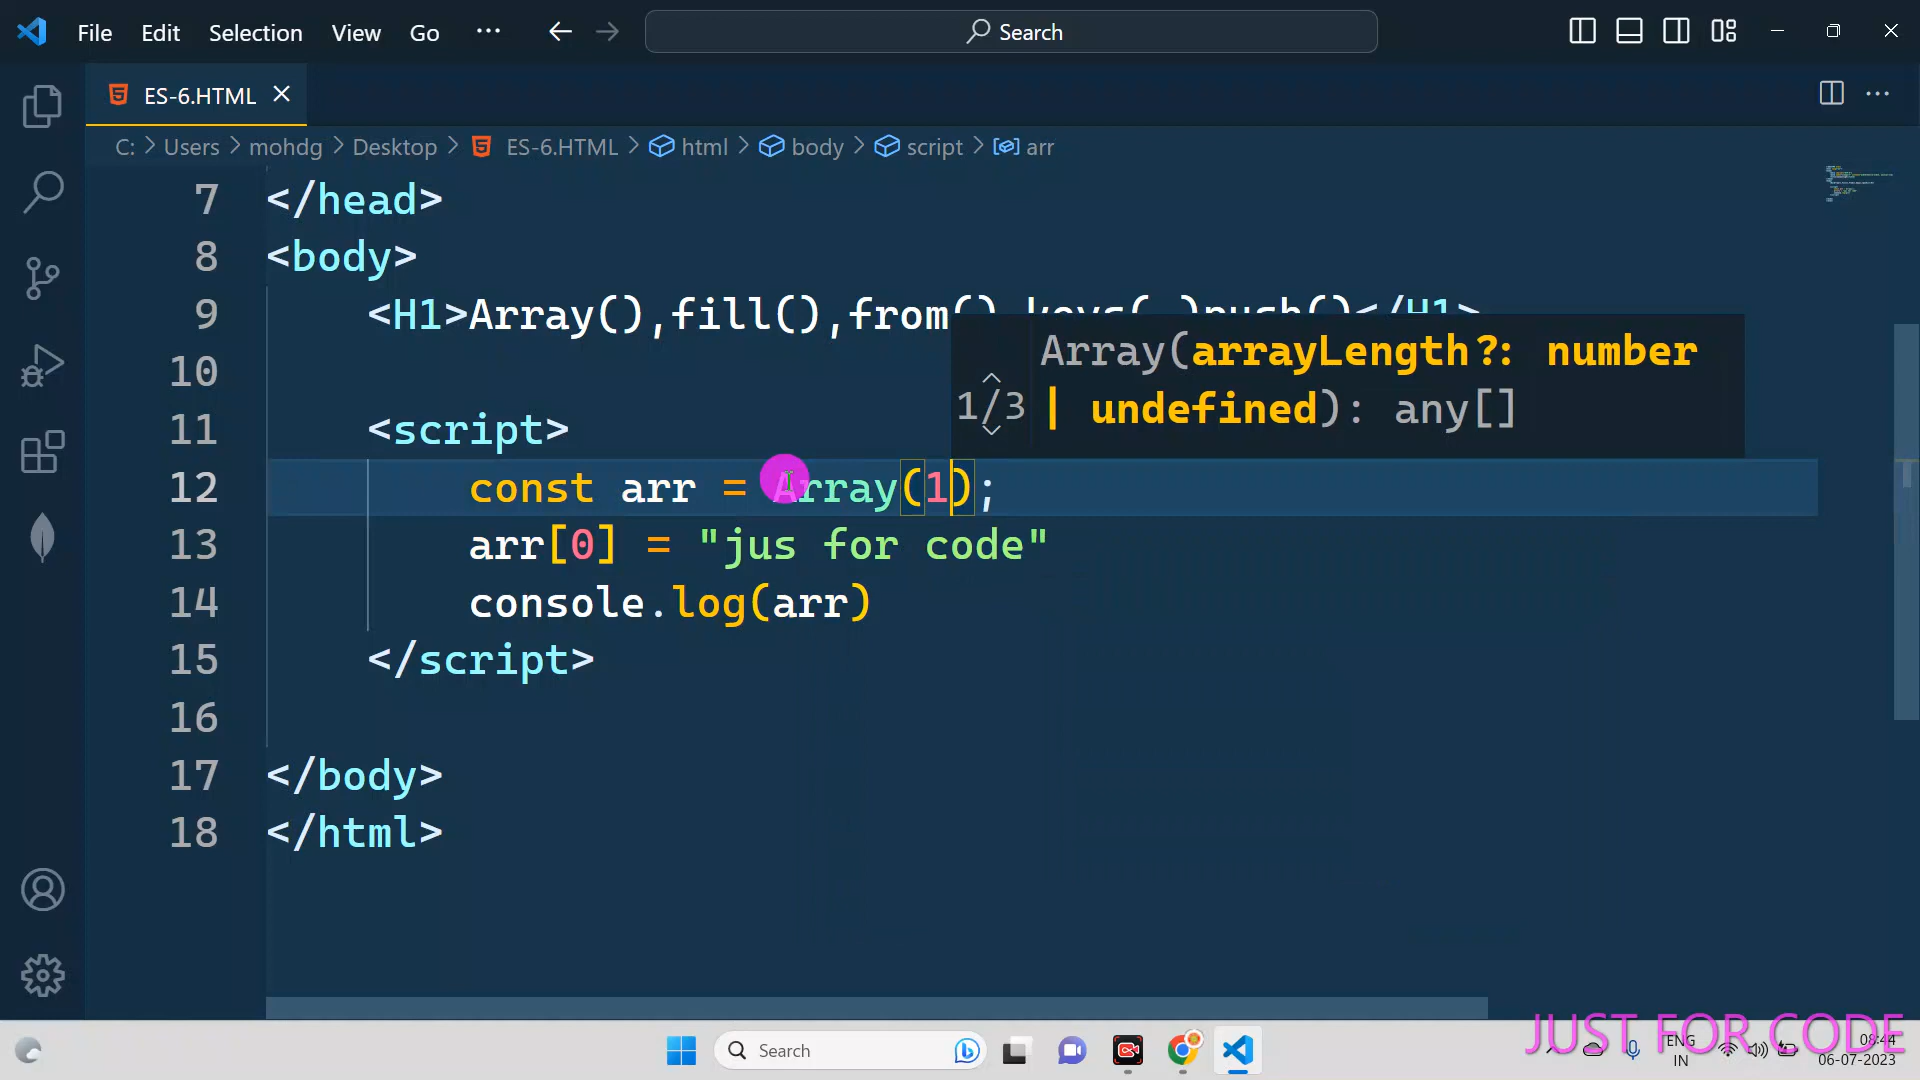 File Edit Selection View Go ··· Search
ES-6.HTML
C: > Users > mohdg > Desktop > ES-6.HTML > html > body > script > arr
7 </head>
8 <body>
9 <H1>Array(),fill(),from(),keys( )push()</H1>
Array(arrayLength?: number
10
1/3 | undefined): any[]
11 <script>
12 const arr = Array(1);
13 arr[0] = "jus for code"
14 console.log(arr)
15 </script>
16
17 </body>
18 </html>
JUST FOR CODE
Search
ENG
IN
08:44
06-07-2023